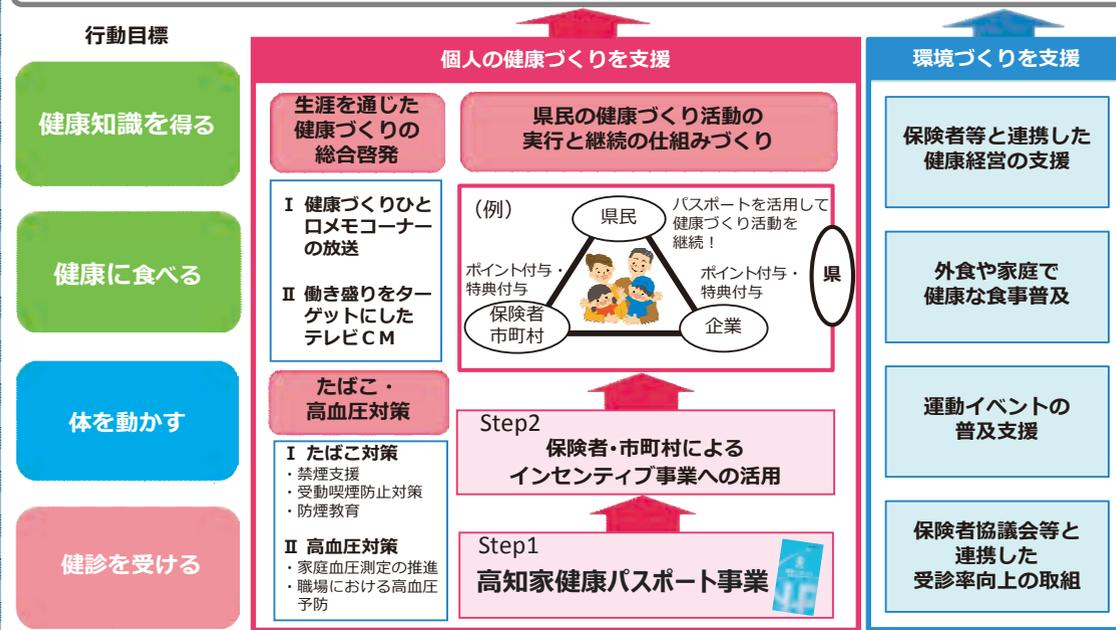 行動目標
健康知識を得る
健康に食べる
体を動かす
健診を受ける
個人の健康づくりを支援
生涯を通じた
健康づくりの
総合啓発
Ⅰ 健康づくりひと
口メモコーナー
の放送
Ⅱ 働き盛りをター
ゲットにした
テレビＣＭ
たばこ・
高血圧対策
Ⅰ たばこ対策
・禁煙支援
・受動喫煙防止対策
・防煙教育
Ⅱ 高血圧対策
・家庭血圧測定の推進
・職場における高血圧
予防
県民の健康づくり活動の
実行と継続の仕組みづくり
（例）
県民
パスポートを活用して
健康づくり活動を
継続！
ポイント付与・
特典付与
ポイント付与・
特典付与
県
保険者
市町村
企業
Step2
保険者・市町村による
インセンティブ事業への活用
Step1
高知家健康パスポート事業
環境づくりを支援
保険者等と連携した
健康経営の支援
外食や家庭で
健康な食事普及
運動イベントの
普及支援
保険者協議会等と
連携した
受診率向上の取組